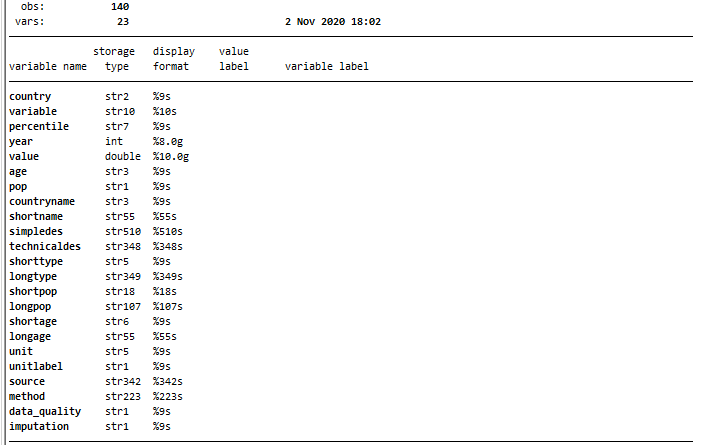 obs: 140
vars: 23 2 Nov 2020 18:02
storage display value
variable name type format label variable label
country str2 %9s
variable str10 %10s
percentile str7 %9s
year int %8.0g
value double %10.0g
age str3 %9s
pop str1 %9s
countryname str3 %9s
shortname str55 %55s
simpledes str510 %510s
technicaldes str348 %348s
shorttype str5 %9s
longtype str349 %349s
shortpop str18 %18s
longpop str107 %107s
shortage str6 %9s
longage str55 %55s
unit str5 %9s
unitlabel str1 %9s
source str342 %342s
method str223 %223s
data_quality str1 %9s
imputation str1 %9s